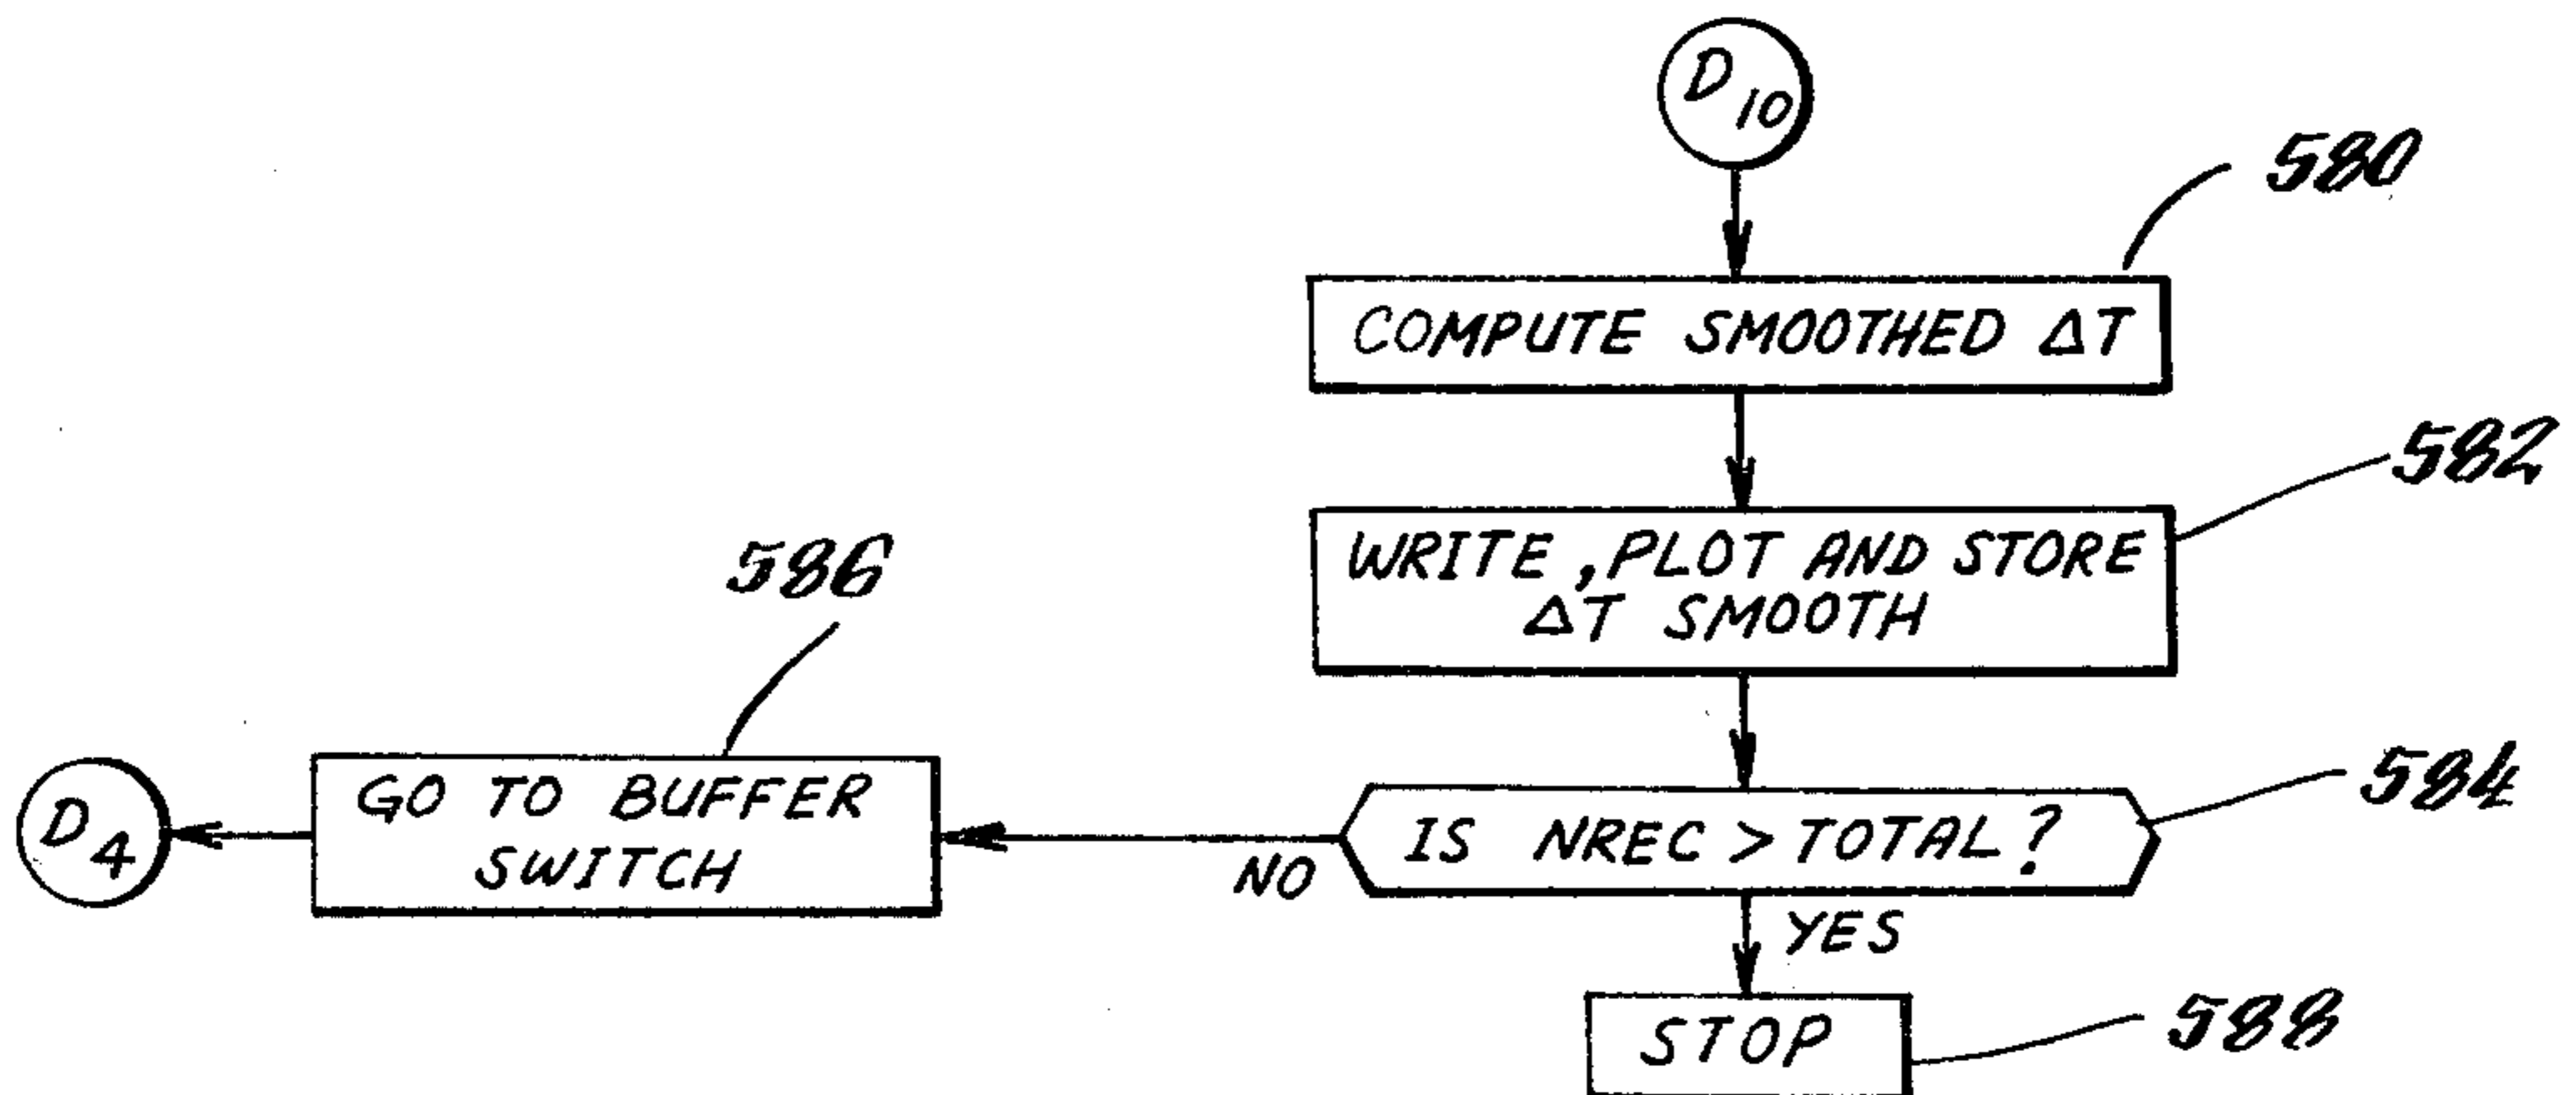 D10
580
COMPUTE SMOOTHED ΔT
582
WRITE, PLOT AND STORE
ΔT SMOOTH
586
584
D4
GO TO BUFFER
SWITCH
NO
IS NREC > TOTAL?
YES
STOP
588